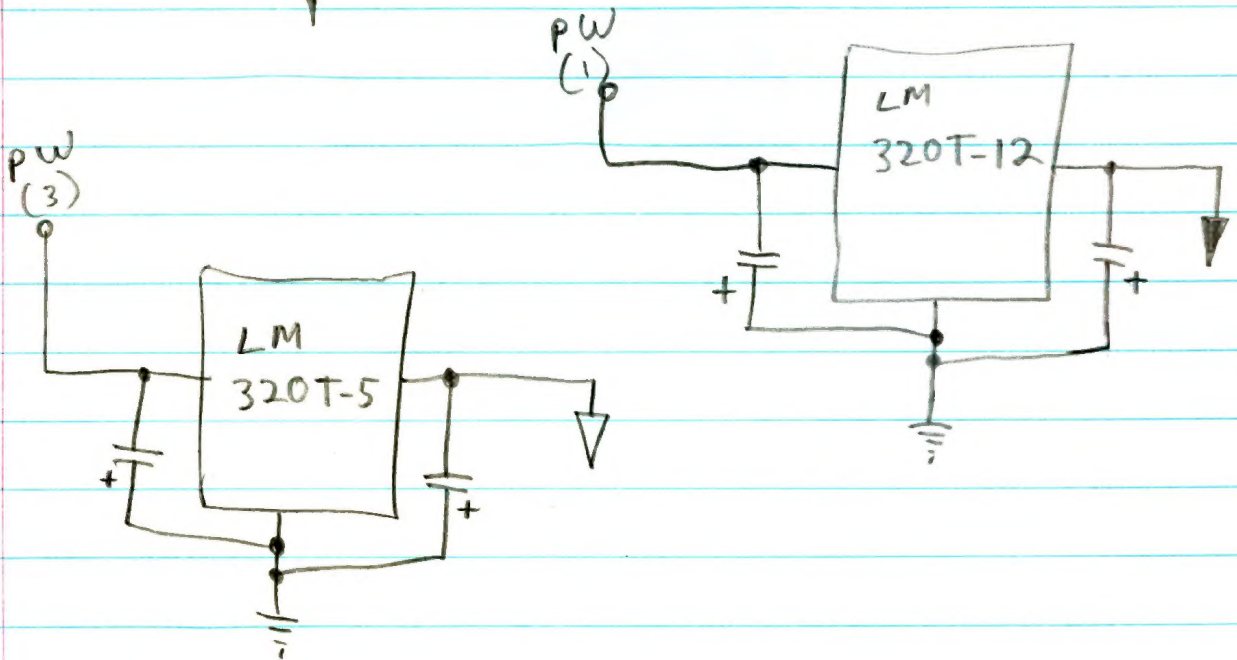 PW
(1)
LM
320T-12
+
+
PW
(3)
LM
320T-5
+
+